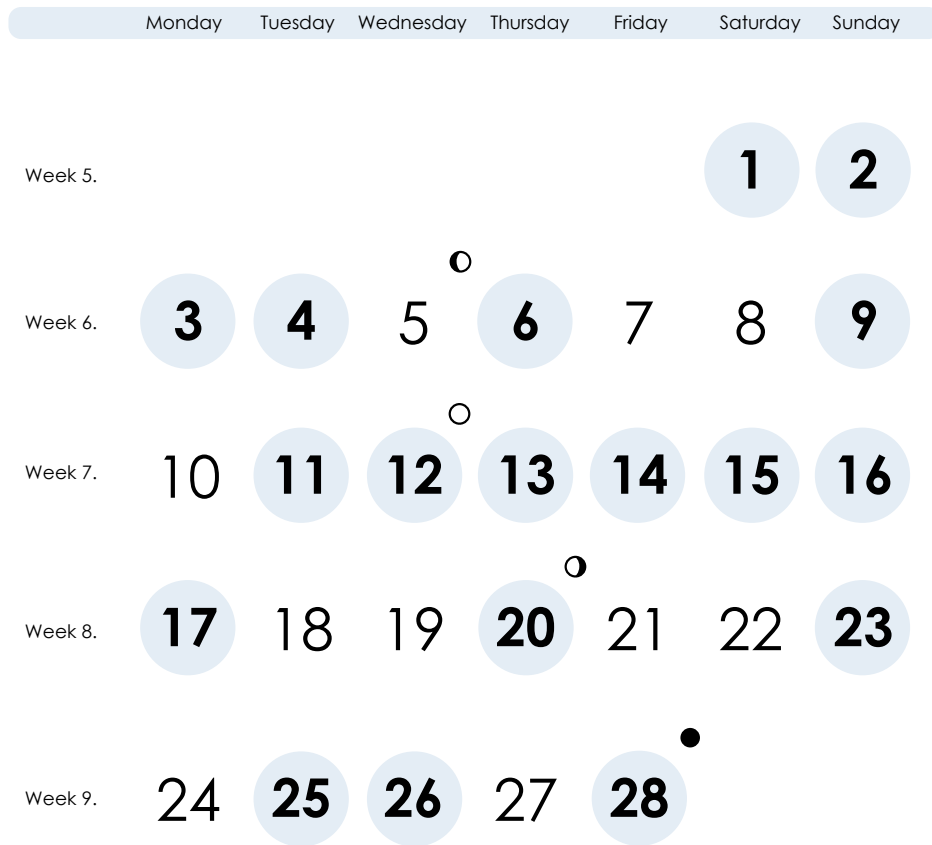 Monday Tuesday Wednesday Thursday Friday Saturday Sunday
Week 5. 1 2
Week 6. 3 4 5 6 7 8 9
Week 7. 10 11 12 13 14 15 16
Week 8. 17 18 19 20 21 22 23
Week 9. 24 25 26 27 28